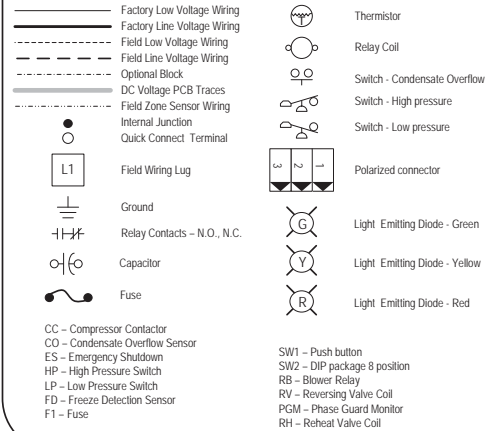 Factory Low Voltage Wiring
Factory Line Voltage Wiring
Field Low Voltage Wiring
Field Line Voltage Wiring
Optional Block
DC Voltage PCB Traces
Field Zone Sensor Wiring
Internal Junction
Quick Connect Terminal
L1
Field Wiring Lug
Ground
Relay Contacts – N.O., N.C.
Capacitor
Fuse
Thermistor
Relay Coil
Switch - Condensate Overflow
Switch - High pressure
Switch - Low pressure
3 2 1
Polarized connector
G
Light Emitting Diode - Green
Y
Light Emitting Diode - Yellow
R
Light Emitting Diode - Red
CC – Compressor Contactor
CO – Condensate Overflow Sensor
ES – Emergency Shutdown
HP – High Pressure Switch
LP – Low Pressure Switch
FD – Freeze Detection Sensor
F1 – Fuse
SW1 – Push button
SW2 – DIP package 8 position
RB – Blower Relay
RV – Reversing Valve Coil
PGM – Phase Guard Monitor
RH – Reheat Valve Coil